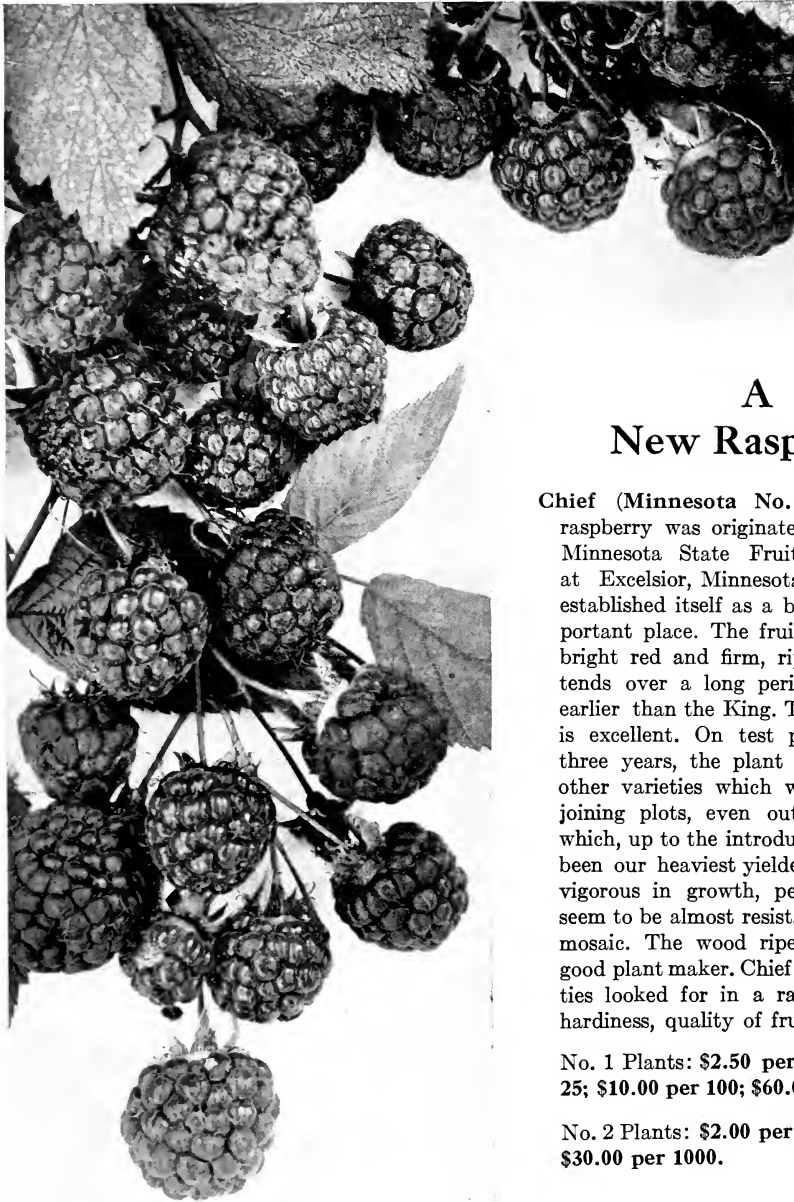 A
New Rasp
Chief (Minnesota No.
raspberry was originate
Minnesota State Fruit
at Excelsior, Minnesota
established itself as a b
portant place. The frui
bright red and firm, ri
tends over a long peri
earlier than the King. T
is excellent. On test p
three years, the plant
other varieties which w
joining plots, even out
which, up to the introdu
been our heaviest yielde
vigorous in growth, pe
seem to be almost resist
mosaic. The wood ripe
good plant maker. Chief
ties looked for in a ra
hardiness, quality of fru
No. 1 Plants: $2.50 per
25; $10.00 per 100; $60.0
No. 2 Plants: $2.00 per
$30.00 per 1000.